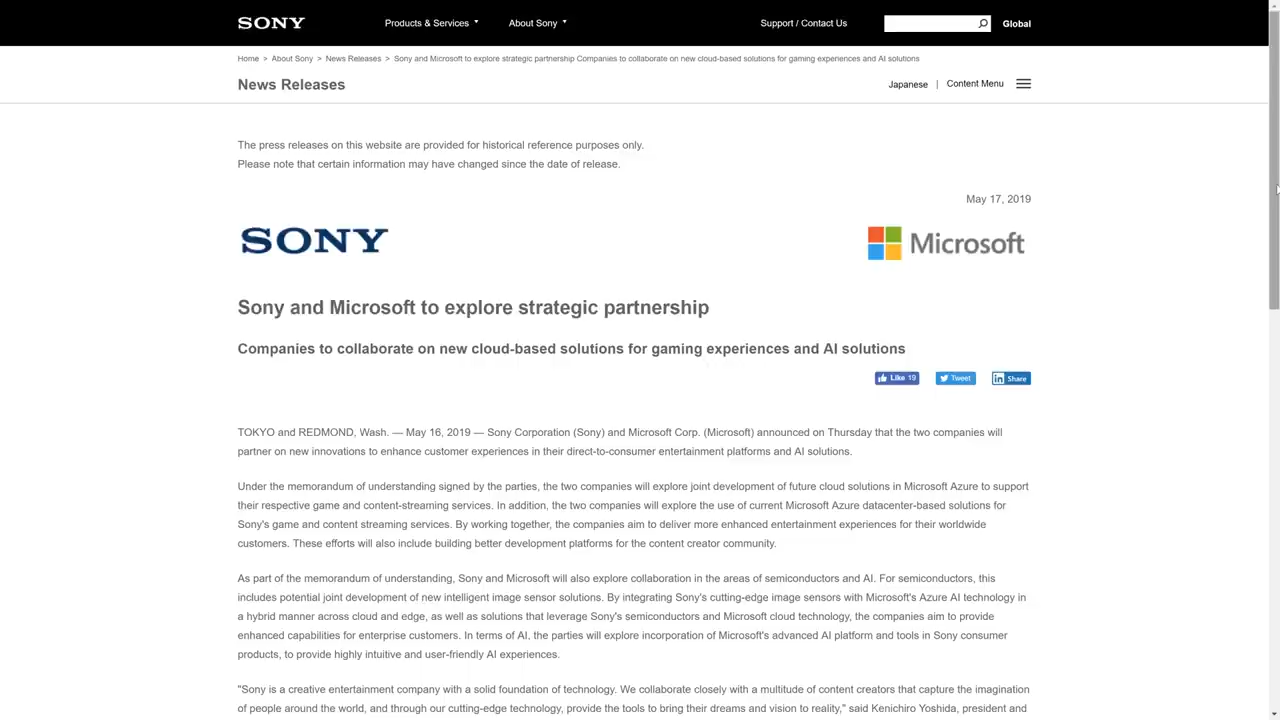 SONY
Products & Services
About Sony
Support / Contact Us
Global
Home > About Sony > News Releases > Sony and Microsoft to explore strategic partnership Companies to collaborate on new cloud-based solutions for gaming experiences and AI solutions
News Releases
Japanese | Content Menu
The press releases on this website are provided for historical reference purposes only.
Please note that certain information may have changed since the date of release.
May 17, 2019
SONY
Microsoft
Sony and Microsoft to explore strategic partnership
Companies to collaborate on new cloud-based solutions for gaming experiences and AI solutions
Like 19
Tweet
in Share
TOKYO and REDMOND, Wash. — May 16, 2019 — Sony Corporation (Sony) and Microsoft Corp. (Microsoft) announced on Thursday that the two companies will
partner on new innovations to enhance customer experiences in their direct-to-consumer entertainment platforms and AI solutions.
Under the memorandum of understanding signed by the parties, the two companies will explore joint development of future cloud solutions in Microsoft Azure to support
their respective game and content-streaming services. In addition, the two companies will explore the use of current Microsoft Azure datacenter-based solutions for
Sony's game and content streaming services. By working together, the companies aim to deliver more enhanced entertainment experiences for their worldwide
customers. These efforts will also include building better development platforms for the content creator community.
As part of the memorandum of understanding, Sony and Microsoft will also explore collaboration in the areas of semiconductors and AI. For semiconductors, this
includes potential joint development of new intelligent image sensor solutions. By integrating Sony's cutting-edge image sensors with Microsoft's Azure AI technology in
a hybrid manner across cloud and edge, as well as solutions that leverage Sony's semiconductors and Microsoft cloud technology, the companies aim to provide
enhanced capabilities for enterprise customers. In terms of AI, the parties will explore incorporation of Microsoft's advanced AI platform and tools in Sony consumer
products, to provide highly intuitive and user-friendly AI experiences.
"Sony is a creative entertainment company with a solid foundation of technology. We collaborate closely with a multitude of content creators that capture the imagination
of people around the world, and through our cutting-edge technology, provide the tools to bring their dreams and vision to reality," said Kenichiro Yoshida, president and